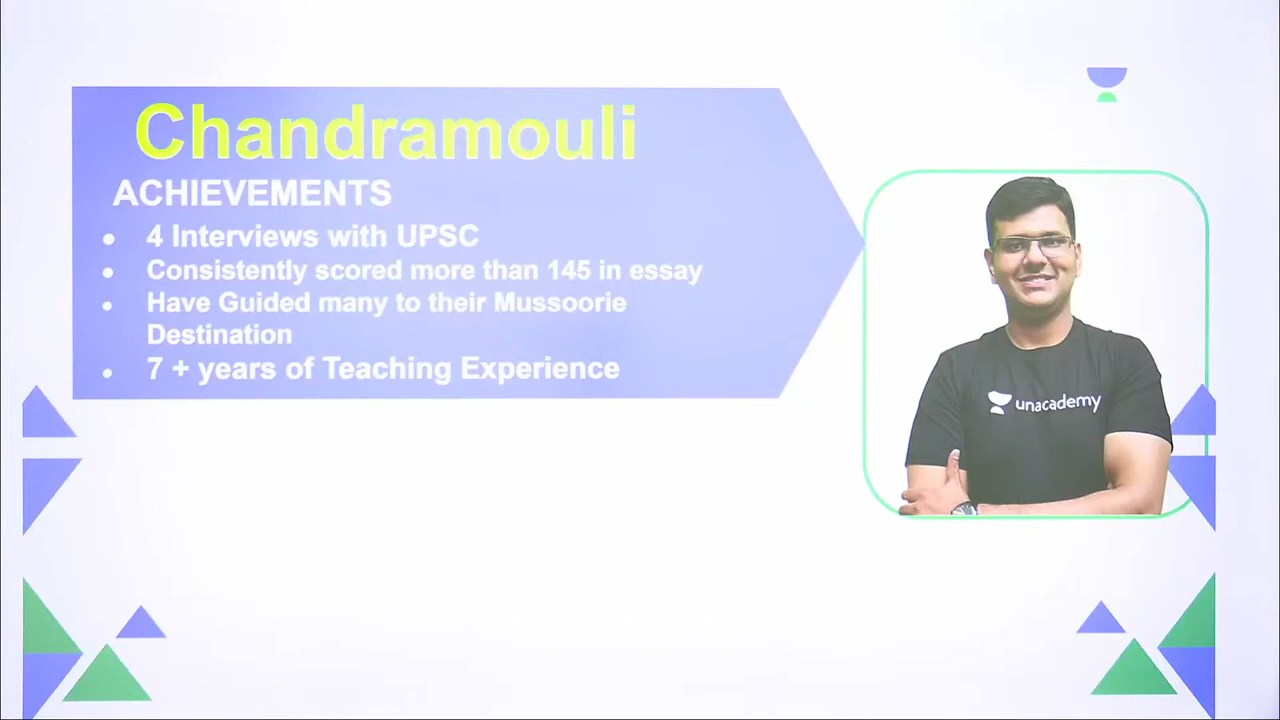 Chandramouli
ACHIEVEMENTS
● 4 Interviews with UPSC
● Consistently scored more than 145 in essay
● Have Guided many to their Mussoorie
Destination
● 7 + years of Teaching Experience
unacademy